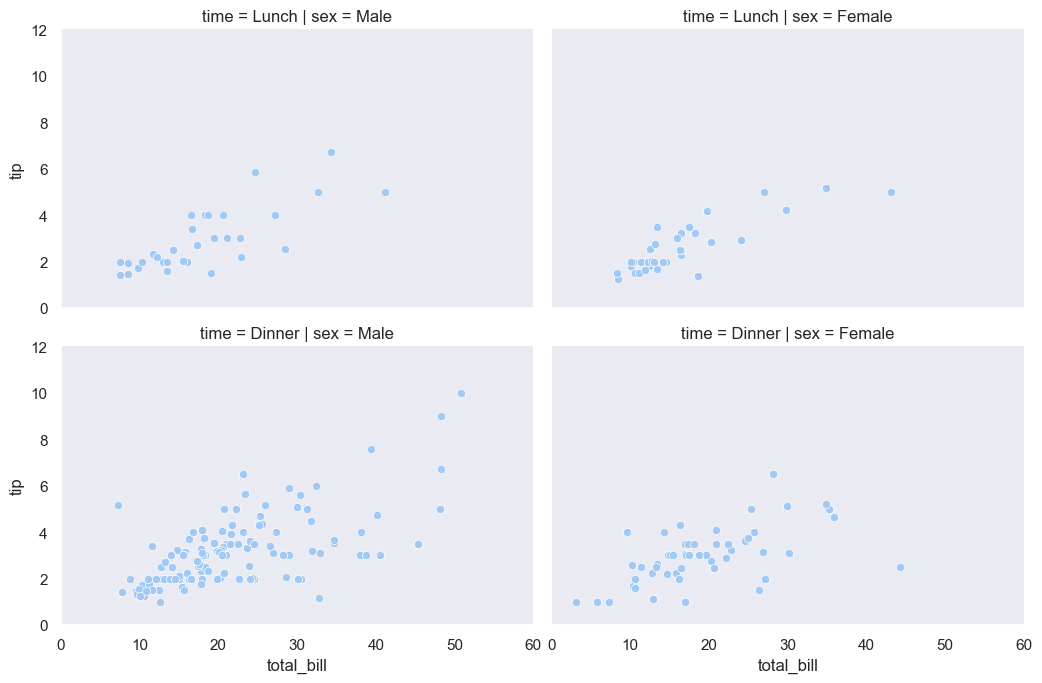 time = Lunch | sex = Male
time = Lunch | sex = Female
12
10
8
6
4
2
0
tip
time = Dinner | sex = Male
time = Dinner | sex = Female
12
10
8
6
4
2
0
tip
0 10 20 30 40 50 60
0 10 20 30 40 50 60
total_bill
total_bill